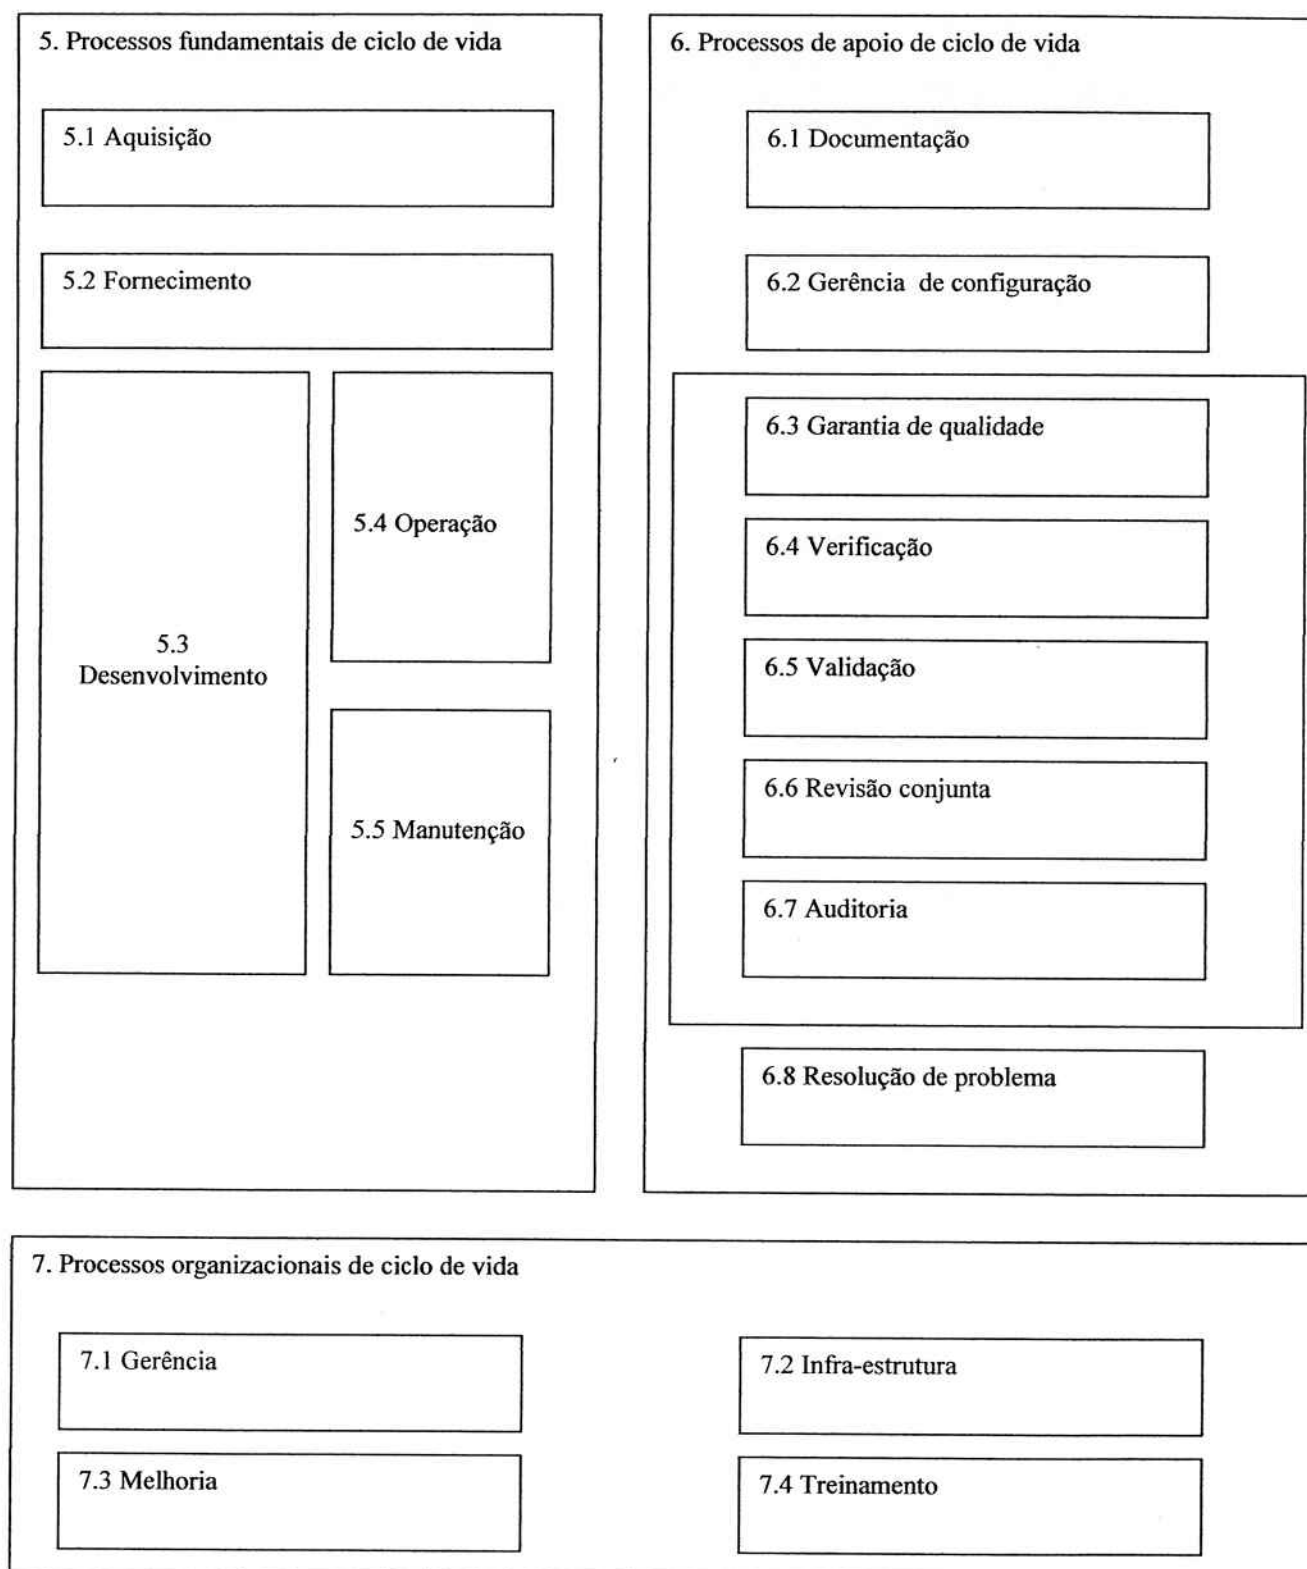 5. Processos fundamentais de ciclo de vida
5.1 Aquisição
5.2 Fornecimento
5.3
Desenvolvimento
5.4 Operação
5.5 Manutenção
6. Processos de apoio de ciclo de vida
6.1 Documentação
6.2 Gerência de configuração
6.3 Garantia de qualidade
6.4 Verificação
6.5 Validação
6.6 Revisão conjunta
6.7 Auditoria
6.8 Resolução de problema
7. Processos organizacionais de ciclo de vida
7.1 Gerência
7.2 Infra-estrutura
7.3 Melhoria
7.4 Treinamento